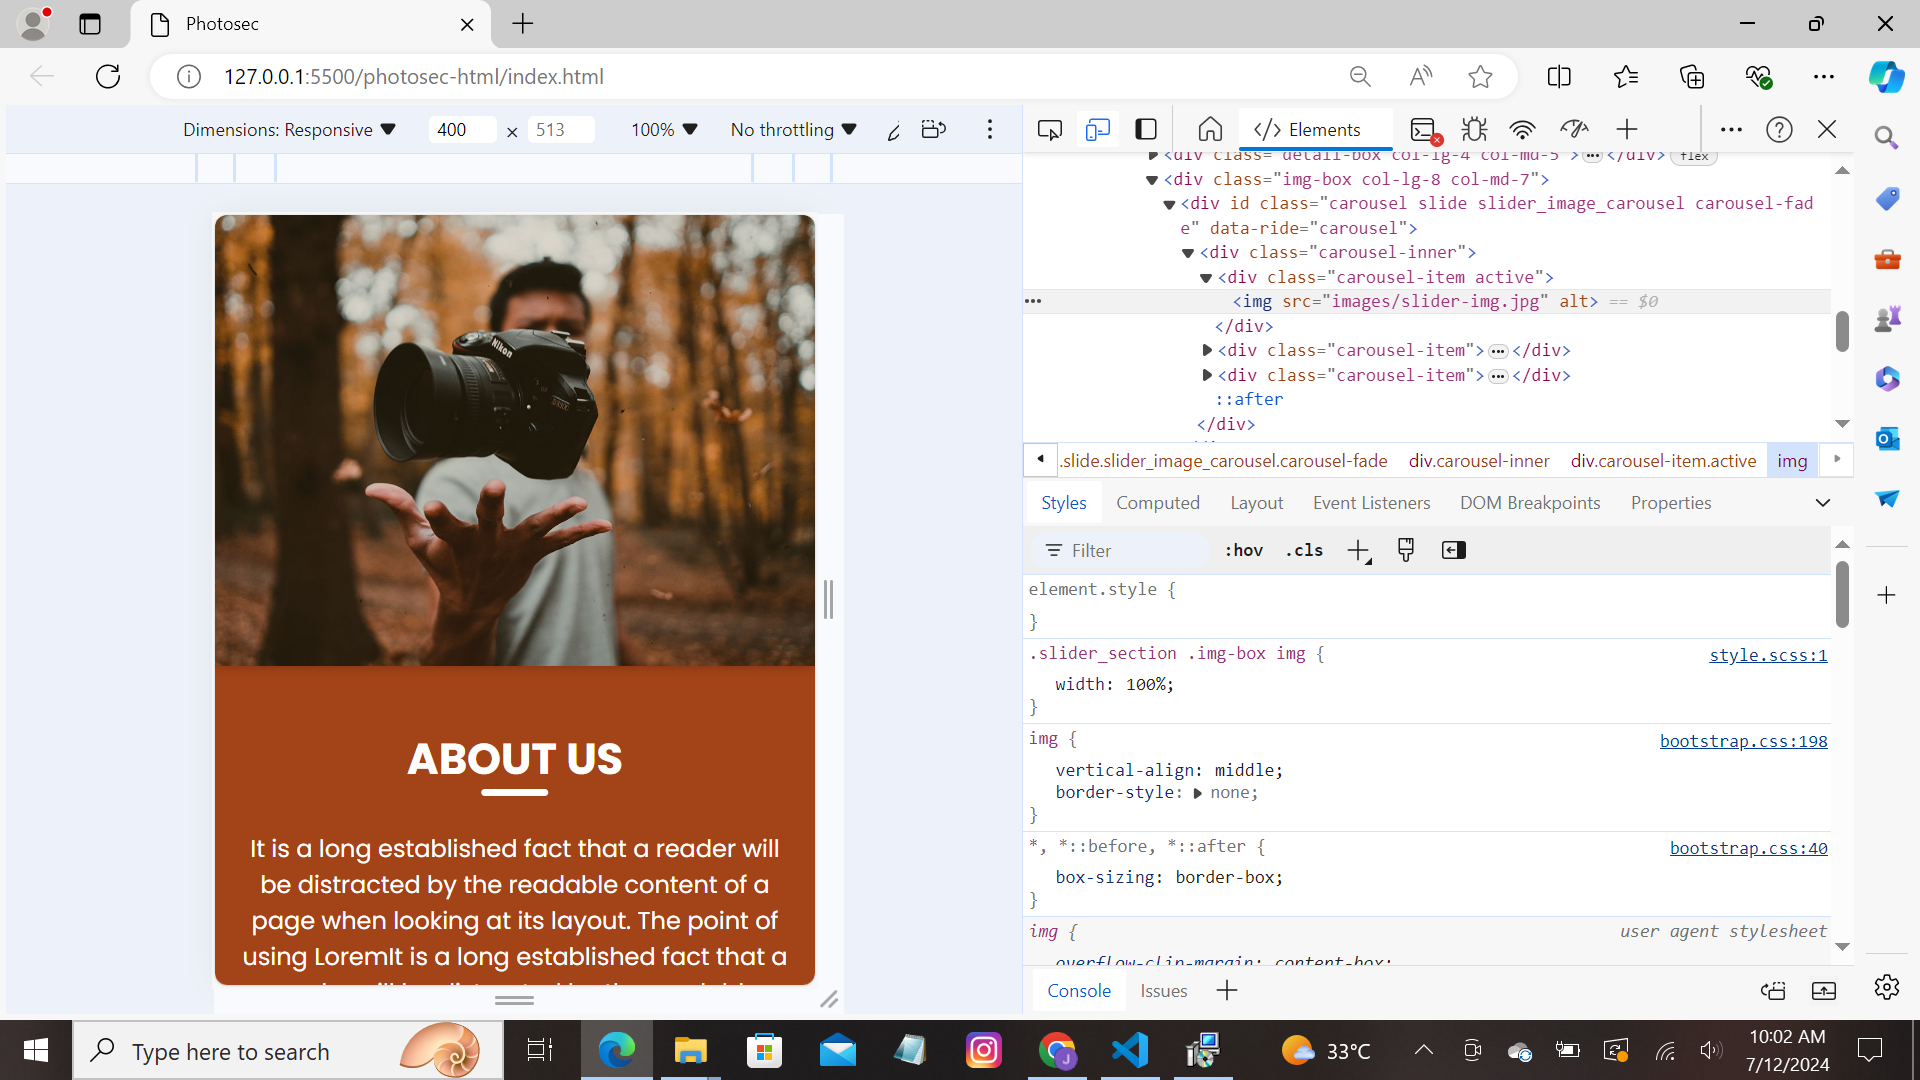 Photosec
127.0.0.1:5500/photosec-html/index.html
Dimensions: Responsive 400 × 513 100% No throttling
Elements
<div class="detail-box col-lg-4 col-md-5">…</div> flex
<div class="img-box col-lg-8 col-md-7">
<div id class="carousel slide slider_image_carousel carousel-fad
e" data-ride="carousel">
<div class="carousel-inner">
<div class="carousel-item active">
<img src="images/slider-img.jpg" alt> == $0
</div>
<div class="carousel-item">…</div>
<div class="carousel-item">…</div>
::after
</div>
.slide.slider_image_carousel.carousel-fade div.carousel-inner div.carousel-item.active img
Styles Computed Layout Event Listeners DOM Breakpoints Properties
Filter :hov .cls
element.style {
}
.slider_section .img-box img { style.scss:1
width: 100%;
}
img { bootstrap.css:198
vertical-align: middle;
border-style: none;
}
*, *::before, *::after { bootstrap.css:40
box-sizing: border-box;
}
img { user agent stylesheet
overflow-clip-margin: content-box;
Console Issues
Nikon
ABOUT US
It is a long established fact that a reader will
be distracted by the readable content of a
page when looking at its layout. The point of
using LoremIt is a long established fact that a
Type here to search
33°C
10:02 AM
7/12/2024